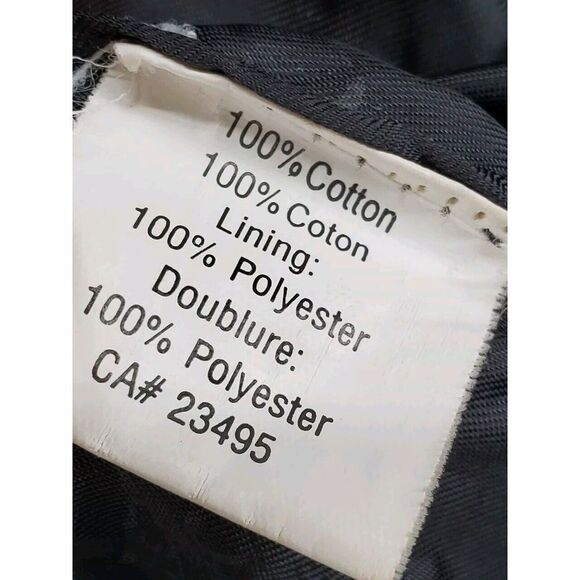 100% Cotton
100% Coton
Lining:
100% Polyester
Doublure:
100% Polyester
CA# 23495